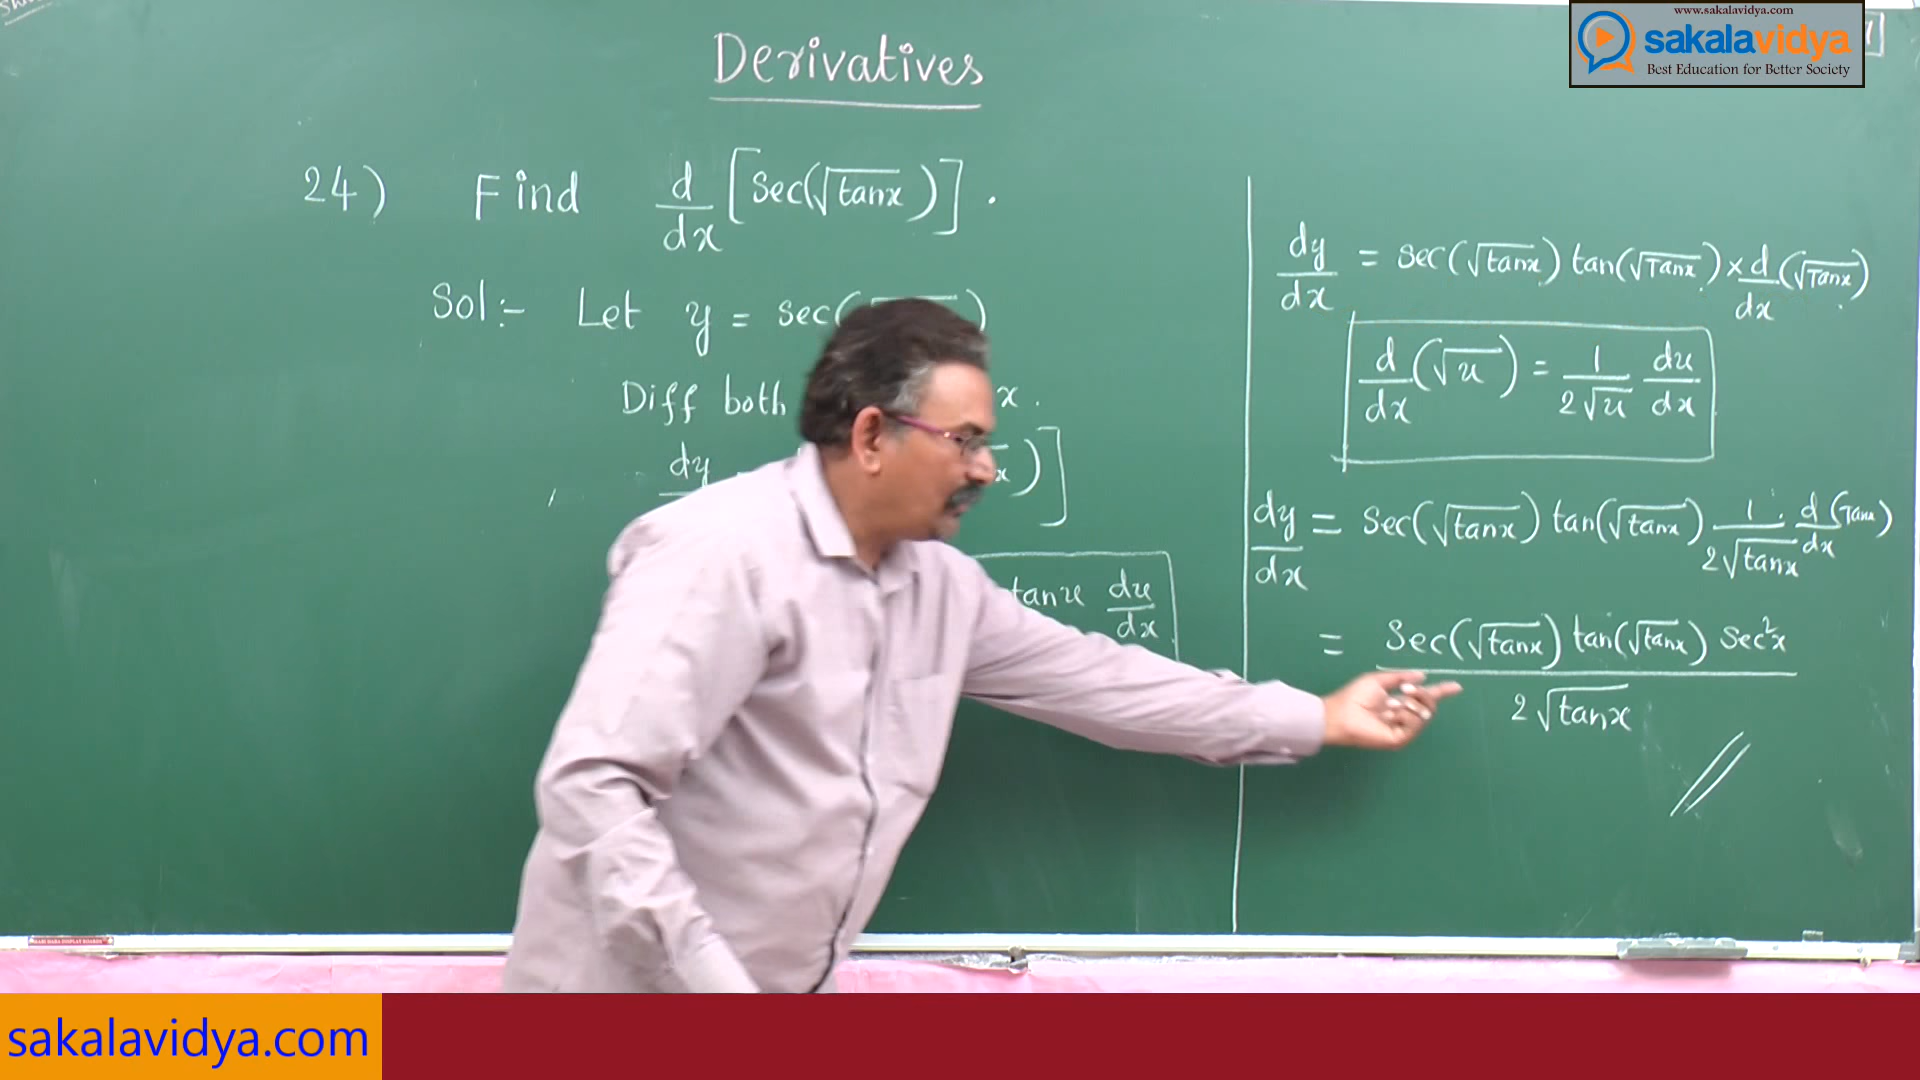 www.sakalavidya.com
sakalavidya
Best Education for Better Society
Derivatives
24) Find d/dx [sec(√tanx)].
Sol:- Let y = sec( )
Diff both x.
dy x)]
tanu du/dx
dy/dx = sec(√tanx) tan(√Tanx) × d/dx (√Tanx)
d/dx (√u) = 1/2√u du/dx
dy/dx = sec(√tanx) tan(√tanx) 1/2√tanx . d/dx (Tanx)
= sec(√tanx) tan(√tanx) sec²x / 2√tanx
sakalavidya.com